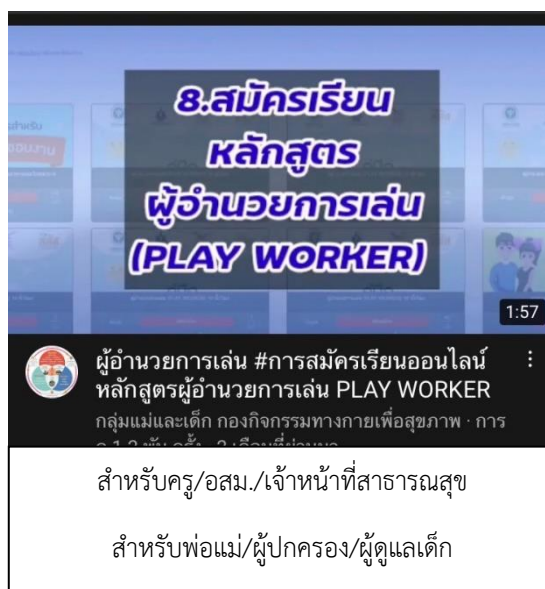 8.สมัครเรียน
หลักสูตร
ผู้อำนวยการเล่น
(PLAY WORKER)
1:57
ผู้อำนวยการเล่น #การสมัครเรียนออนไลน์
หลักสูตรผู้อำนวยการเล่น PLAY WORKER
กลุ่มแม่และเด็ก กองกิจกรรมทางกายเพื่อสุขภาพ · การ
สำหรับครู/อสม./เจ้าหน้าที่สาธารณสุข
สำหรับพ่อแม่/ผู้ปกครอง/ผู้ดูแลเด็ก